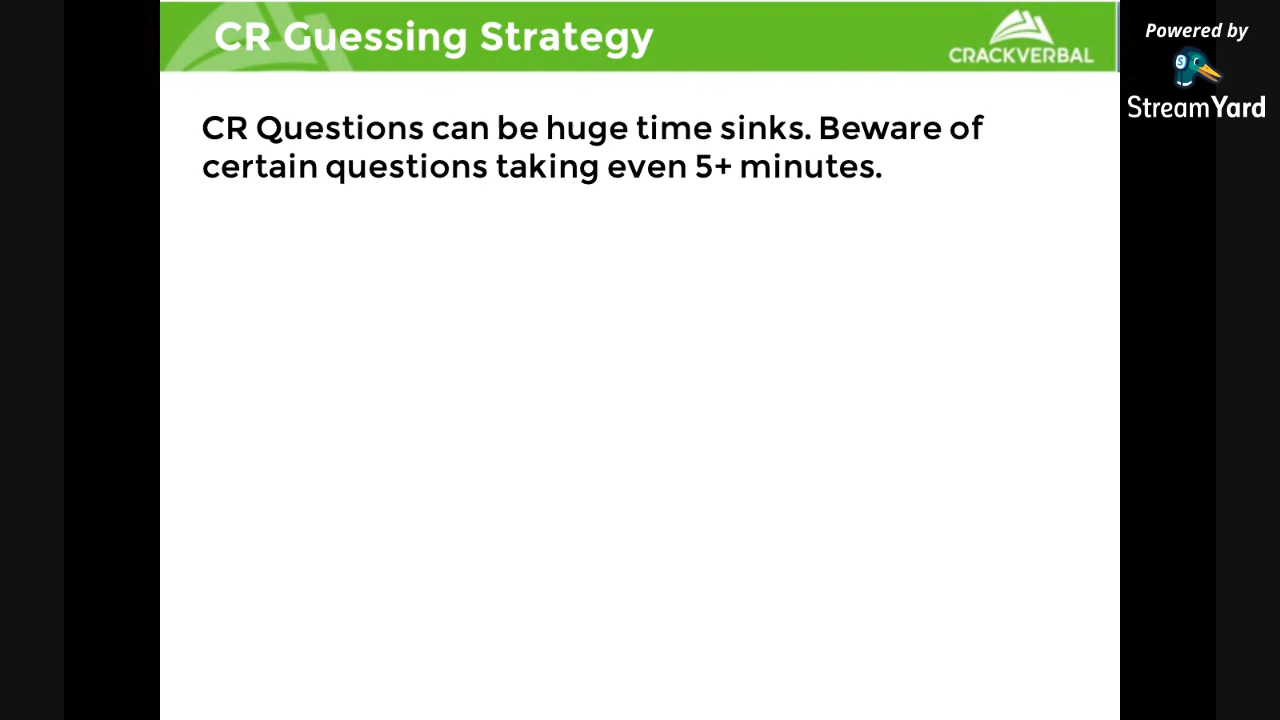 CR Guessing Strategy
CRACKVERBAL
Powered by
StreamYard
CR Questions can be huge time sinks. Beware of
certain questions taking even 5+ minutes.